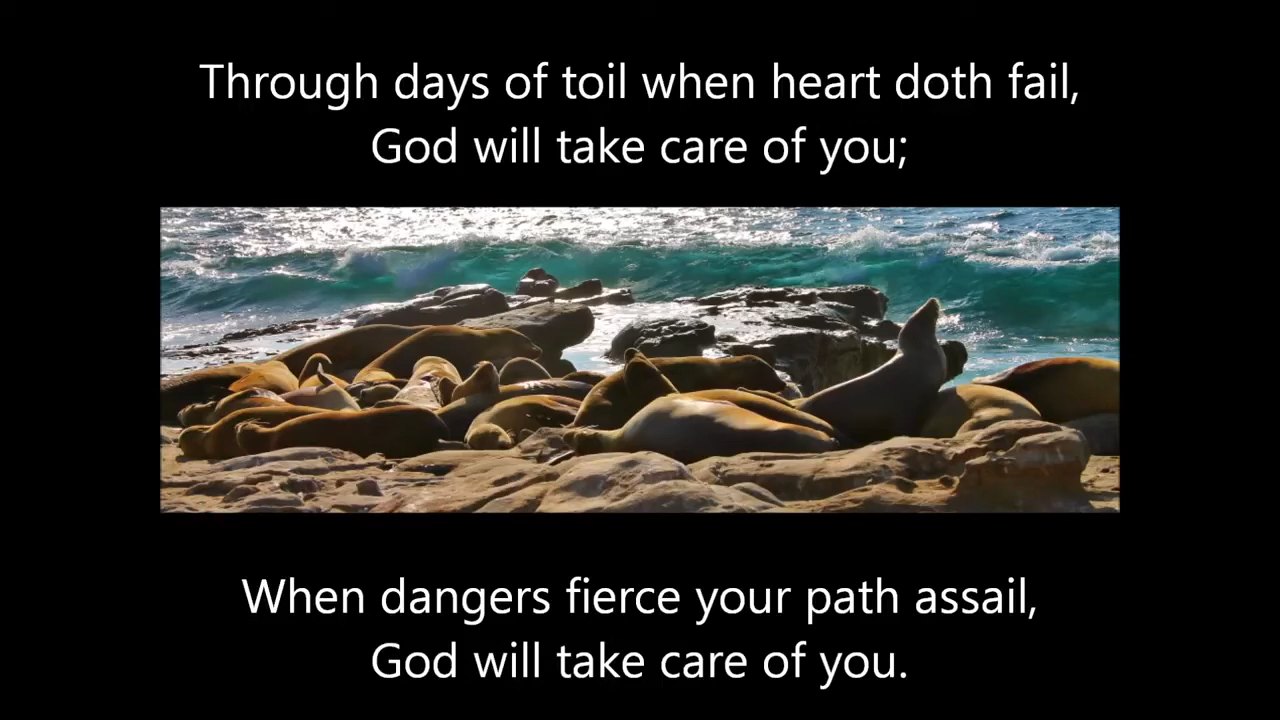 Through days of toil when heart doth fail,
God will take care of you;
When dangers fierce your path assail,
God will take care of you.